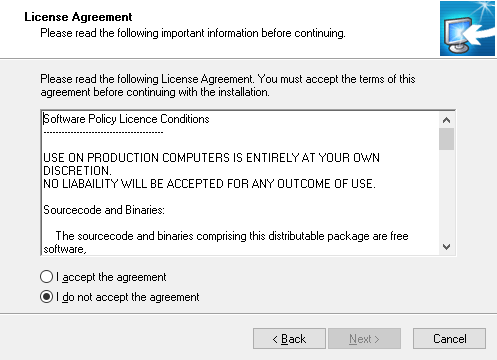 License Agreement
Please read the following important information before continuing.
Please read the following License Agreement. You must accept the terms of this
agreement before continuing with the installation.
Software Policy Licence Conditions
----------------------------------------
USE ON PRODUCTION COMPUTERS IS ENTIRELY AT YOUR OWN
DISCRETION.
NO LIABAILITY WILL BE ACCEPTED FOR ANY OUTCOME OF USE.
Sourcecode and Binaries:
The sourcecode and binaries comprising this distributable package are free
software,
I accept the agreement
I do not accept the agreement
< Back
Next >
Cancel